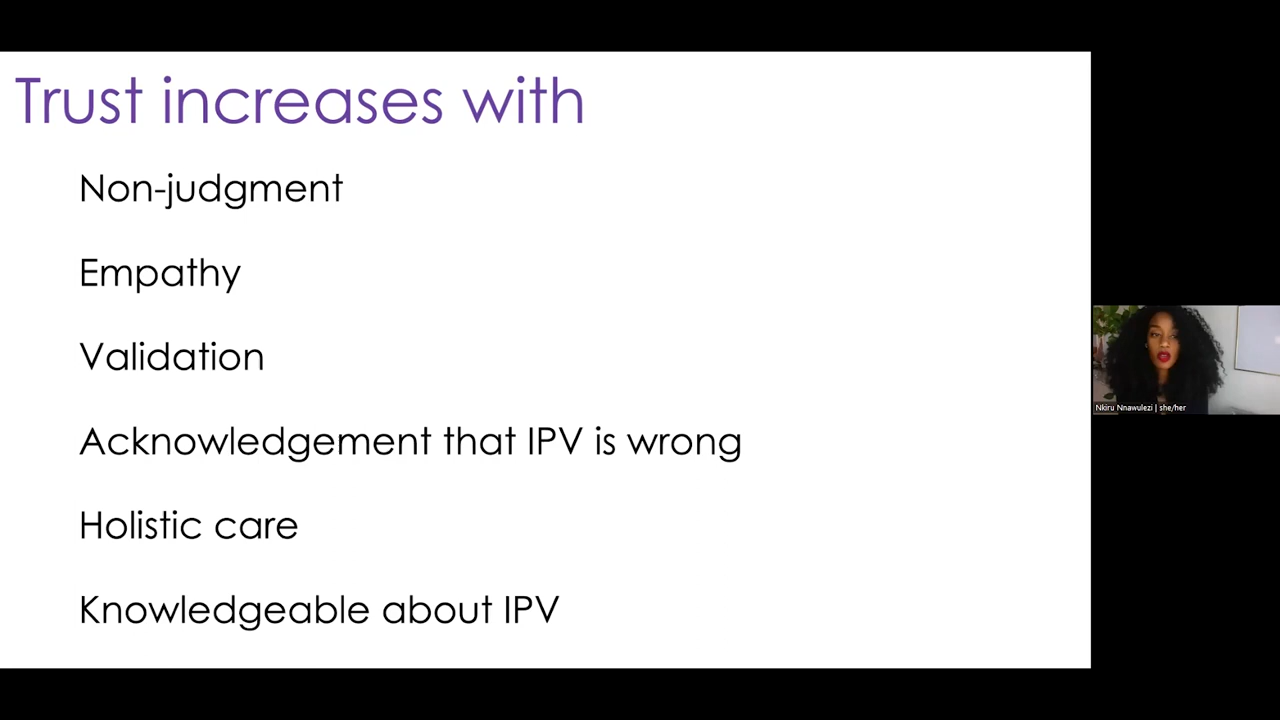 Trust increases with
Non-judgment
Empathy
Validation
Acknowledgement that IPV is wrong
Holistic care
Knowledgeable about IPV
Nkiru Nnawulezi | she/her